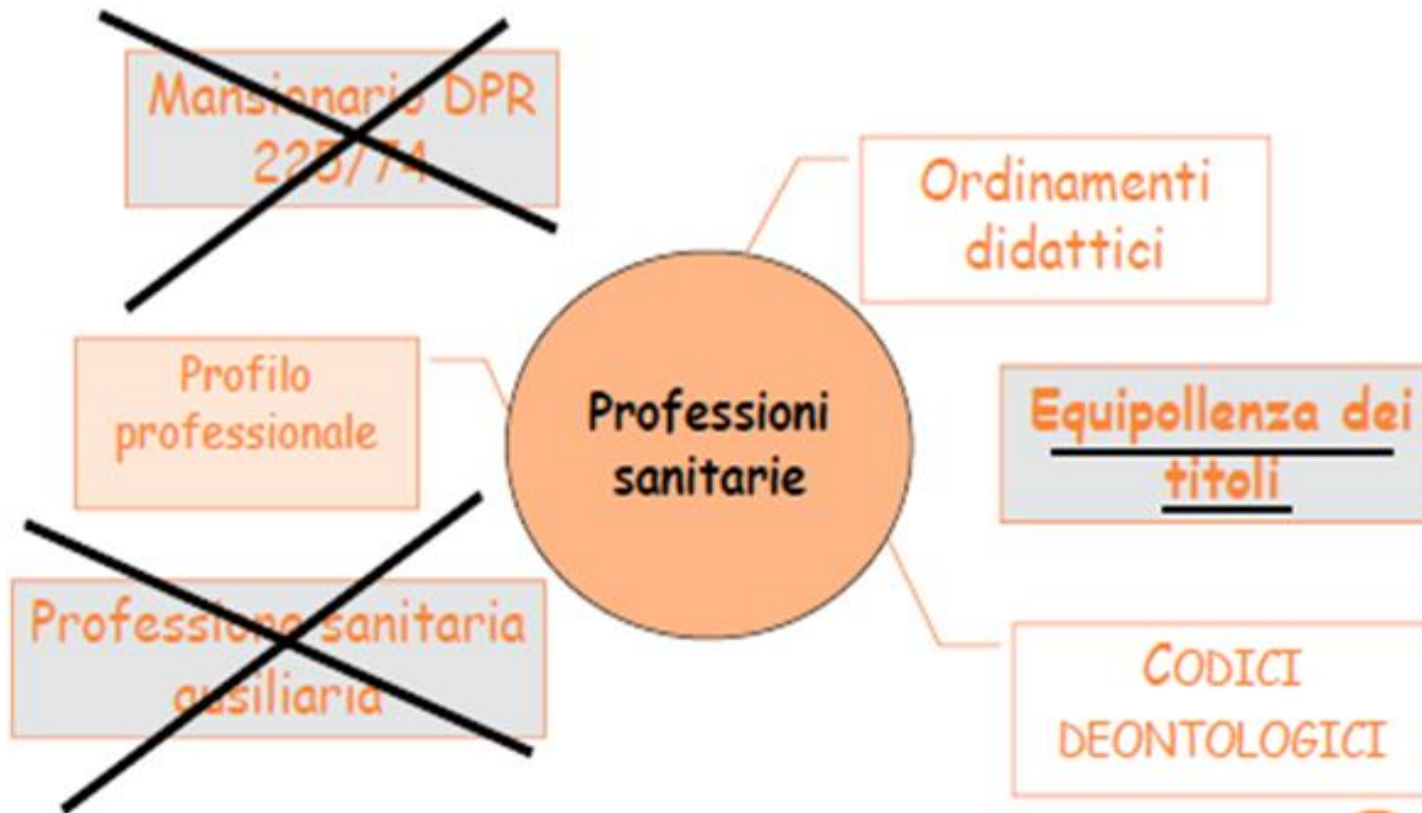 Mansionario DPR
225/74
Ordinamenti
didattici
Profilo
professionale
Professioni
sanitarie
Equipollenza dei
titoli
Professione sanitaria
ausiliaria
CODICI
DEONTOLOGICI